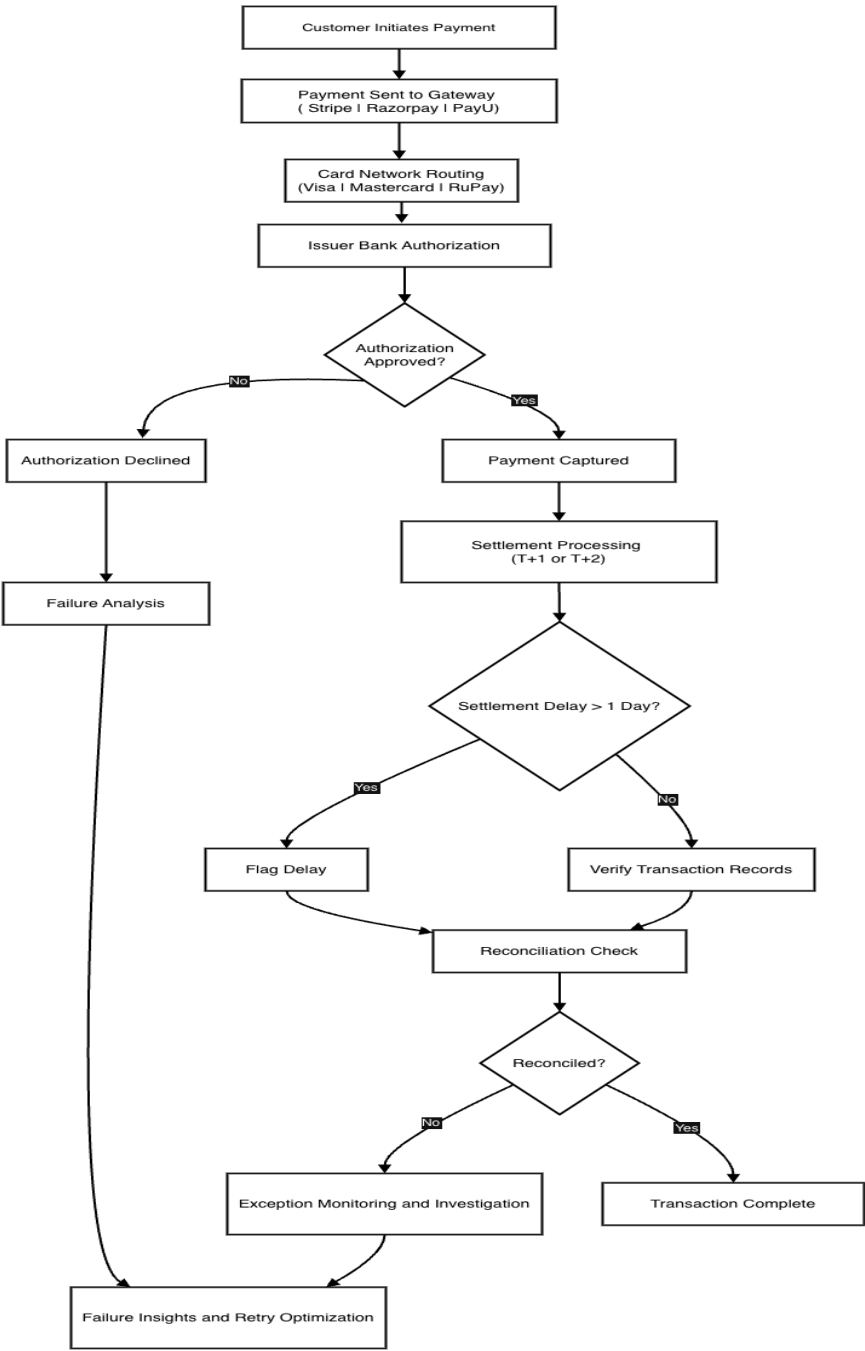 Customer Initiates Payment
Payment Sent to Gateway
( Stripe | Razorpay | PayU)
Card Network Routing
(Visa | Mastercard | RuPay)
Issuer Bank Authorization
Authorization
Approved?
No
Yes
Authorization Declined
Payment Captured
Settlement Processing
(T+1 or T+2)
Failure Analysis
Settlement Delay > 1 Day?
Yes
No
Flag Delay
Verify Transaction Records
Reconciliation Check
Reconciled?
No
Yes
Exception Monitoring and Investigation
Transaction Complete
Failure Insights and Retry Optimization